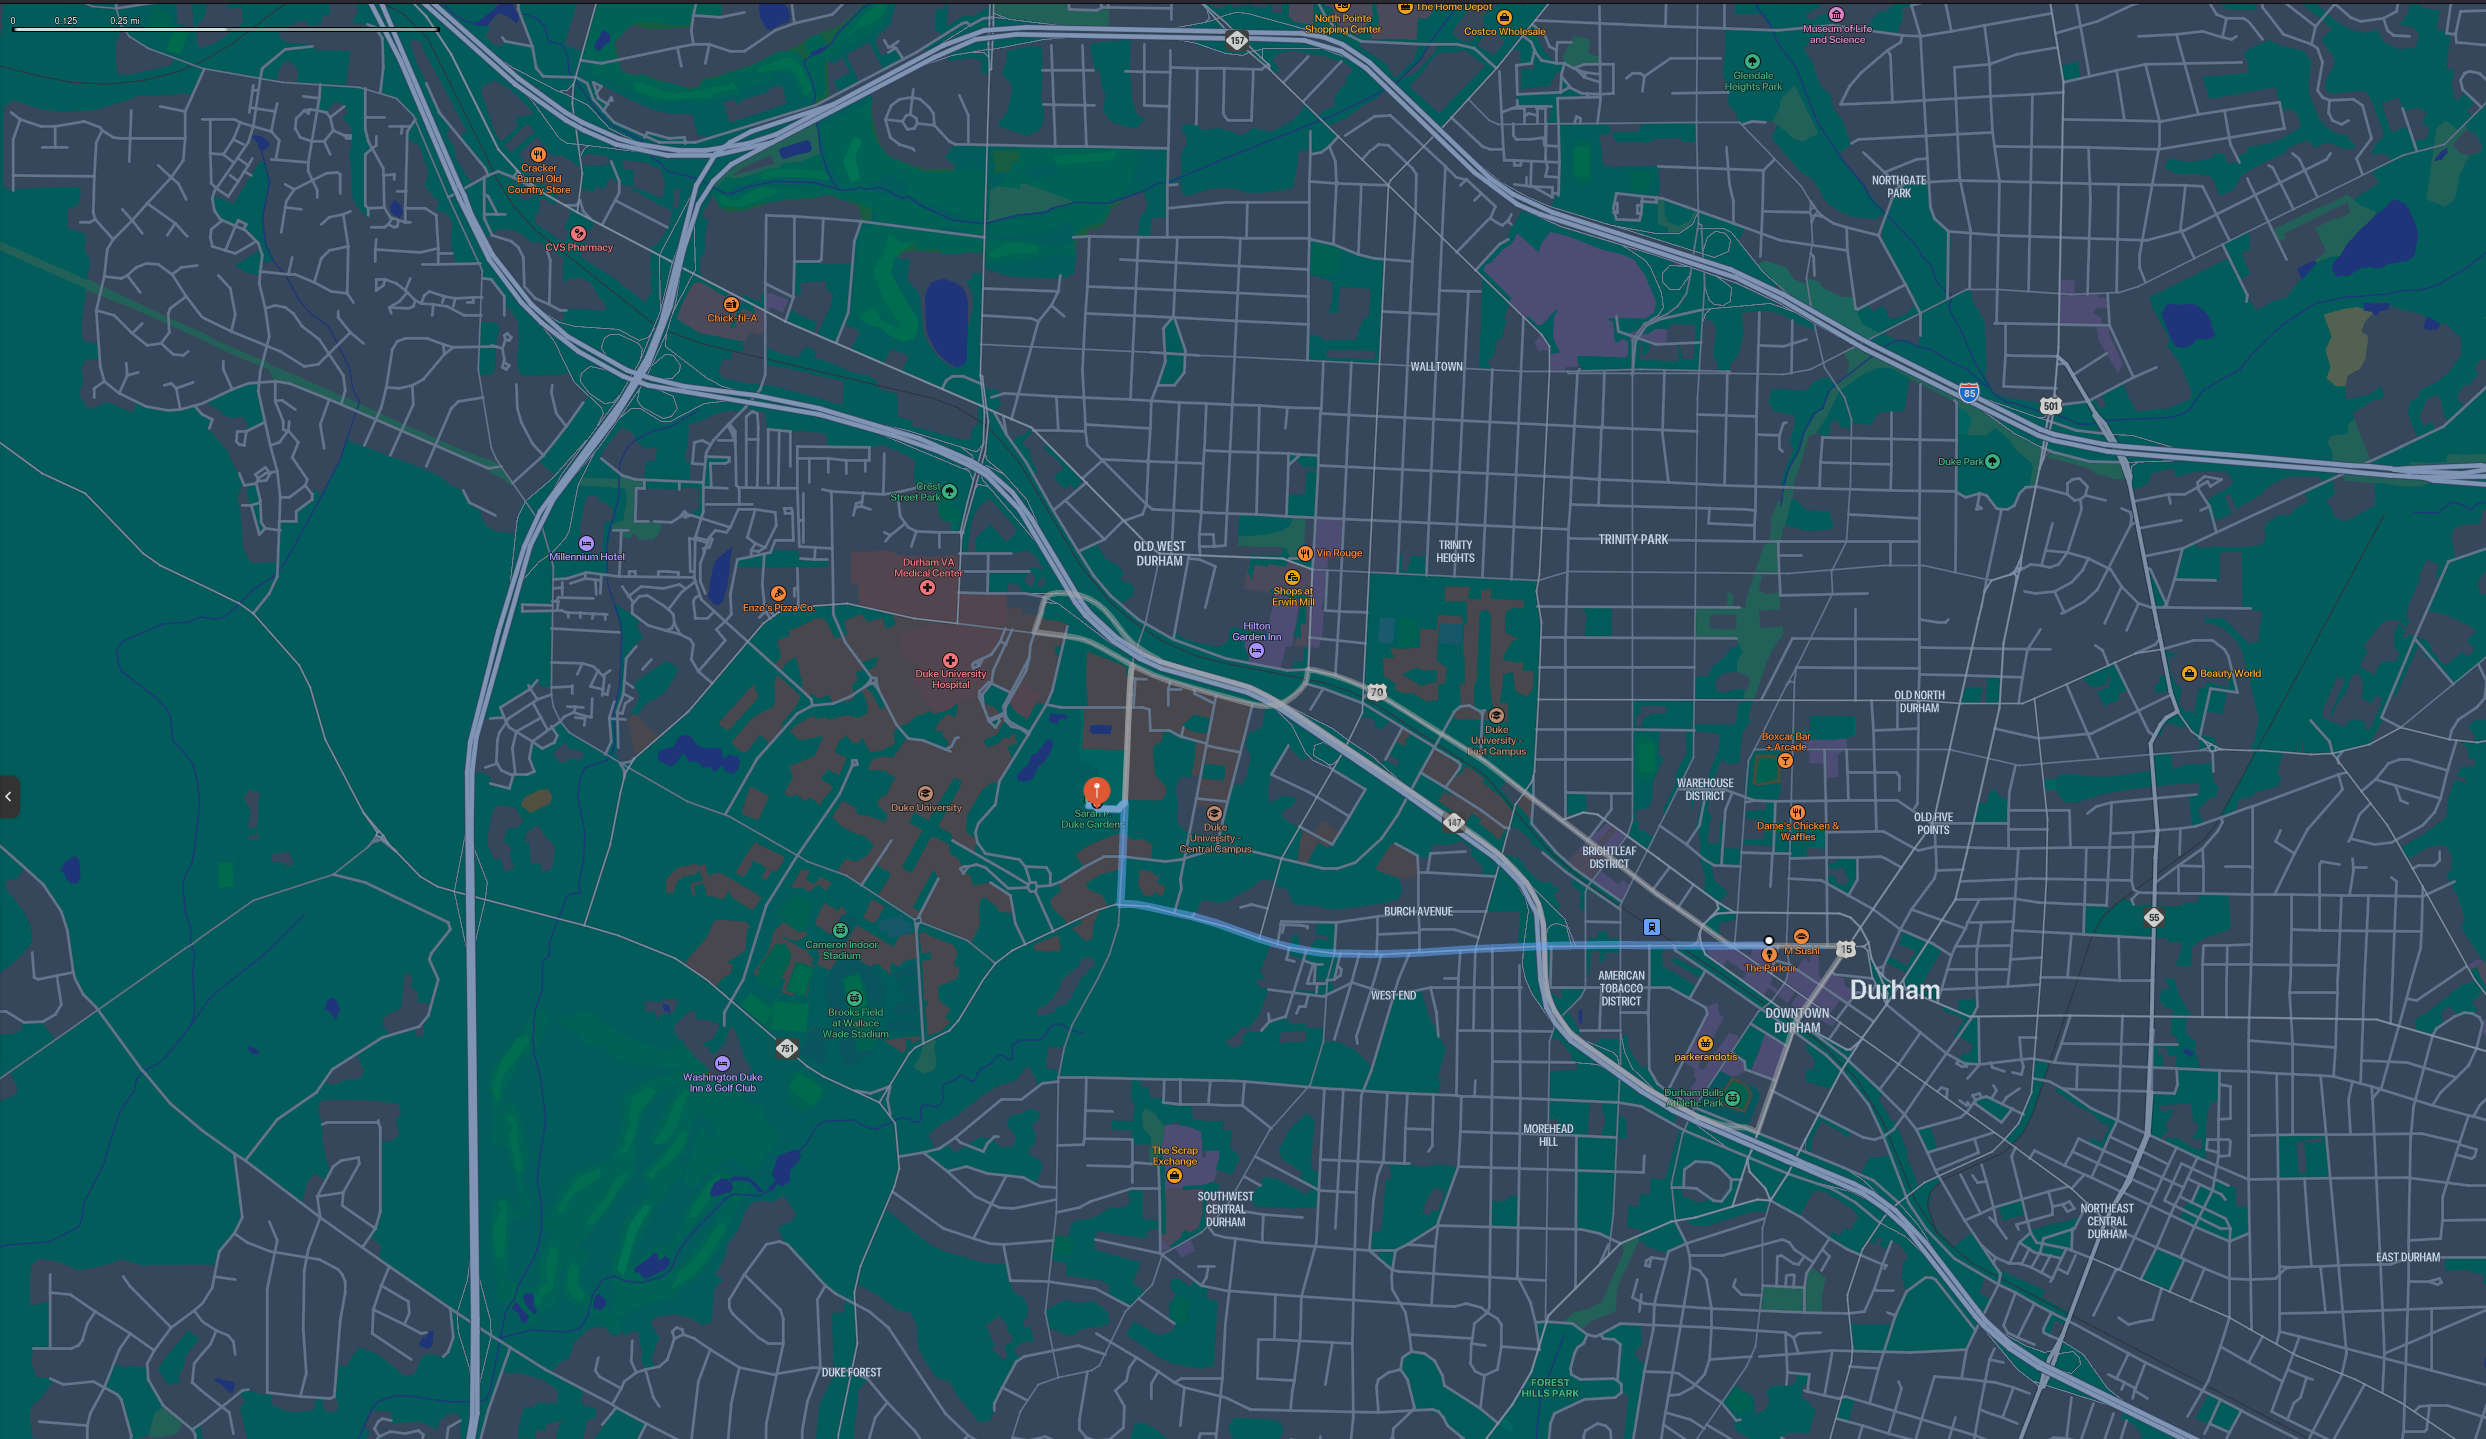 0 0.125 0.25 mi
North Pointe
Shopping Center
The Home Depot
Costco Wholesale
Museum of Life
and Science
157
Glendale
Heights Park
Cracker
Barrel Old
Country Store
CVS Pharmacy
NORTHGATE
PARK
Chick-fil-A
WALLTOWN
85
501
Duke Park
Crest
Street Park
Millennium Hotel
OLD WEST
DURHAM
Vin Rouge
TRINITY
HEIGHTS
TRINITY PARK
Durham VA
Medical Center
Shops at
Erwin Mill
Enzo's Pizza Co.
Hilton
Garden Inn
Duke University
Hospital
70
Beauty World
OLD NORTH
DURHAM
Duke
University -
East Campus
Boxcar Bar
+ Arcade
WAREHOUSE
DISTRICT
Duke University
Sarah P.
Duke Gardens
Duke
University -
Central Campus
147
Dame's Chicken &
Waffles
OLD FIVE
POINTS
BRIGHTLEAF
DISTRICT
BURCH AVENUE
55
Cameron Indoor
Stadium
M Sushi
15
The Parlour
AMERICAN
TOBACCO
DISTRICT
WEST END
Durham
Brooks Field
at Wallace
Wade Stadium
DOWNTOWN
DURHAM
751
parkerandotis
Washington Duke
Inn & Golf Club
Durham Bulls
Athletic Park
MOREHEAD
HILL
The Scrap
Exchange
SOUTHWEST
CENTRAL
DURHAM
NORTHEAST
CENTRAL
DURHAM
EAST DURHAM
DUKE FOREST
FOREST
HILLS PARK